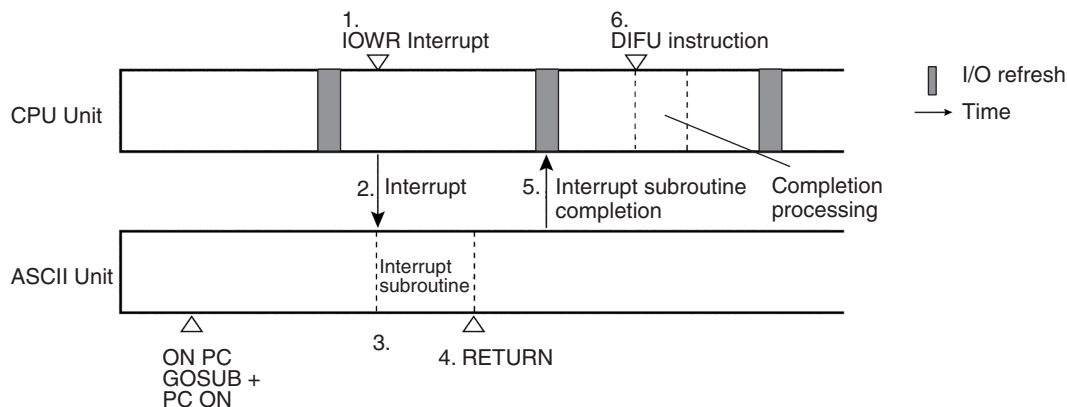 1.
IOWR Interrupt
6.
DIFU instruction
CPU Unit
I/O refresh
Time
2. Interrupt
5. Interrupt subroutine
completion
Completion
processing
ASCII Unit
Interrupt
subroutine
3.
4. RETURN
ON PC
GOSUB +
PC ON